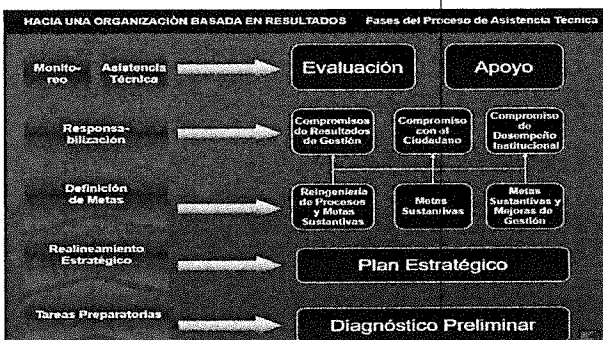 HACIA UNA ORGANIZACIÓN BASADA EN RESULTADOS Fases del Proceso de Asistencia Técnica
Monito-
reo
Asistencia
Técnica
Evaluación
Apoyo
Responsa-
bilización
Compromisos
de Resultados
de Gestión
Compromiso
con el
Ciudadano
Compromiso
de
Desempeño
Institucional
Definición
de Metas
Reingeniería
de Procesos
y Metas
Sustantivas
Metas
Sustantivas
Metas
Sustantivas y
Mejoras de
Gestión
Realineamiento
Estratégico
Plan Estratégico
Tareas Preparatorias
Diagnóstico Preliminar